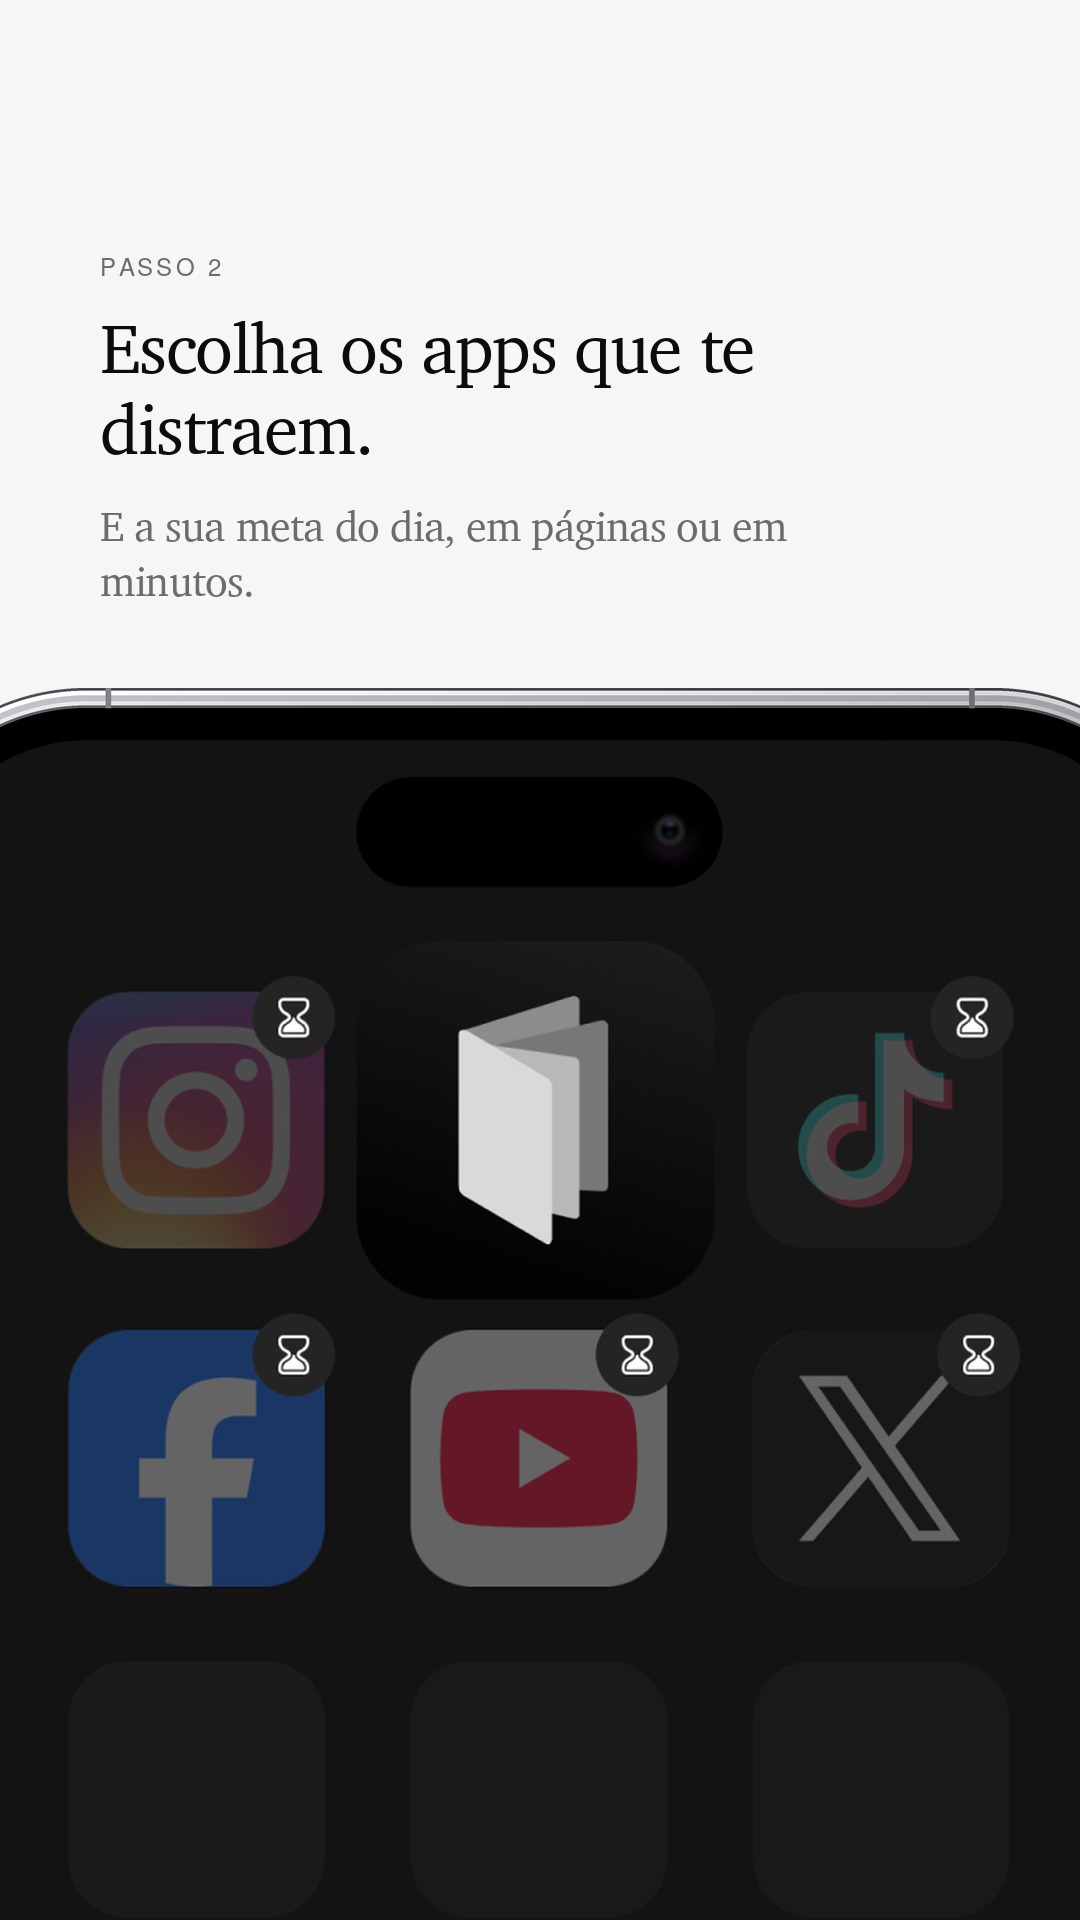 PASSO 2
Escolha os apps que te
distraem.
E a sua meta do dia, em páginas ou em
minutos.